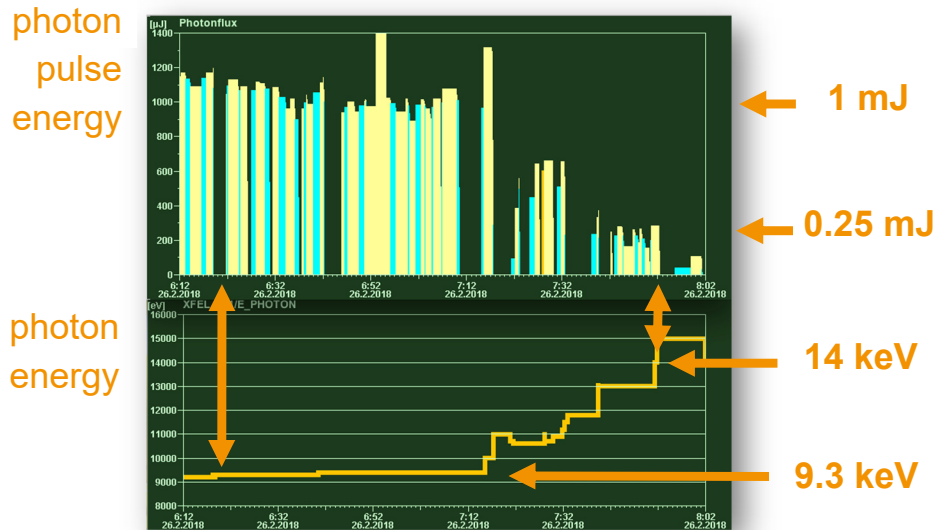 photon
pulse
energy
[µJ] Photonflux
1400
1200
1000
800
600
400
200
0
6:12 6:32 6:52 7:12 7:32 8:02
26.2.2018 26.2.2018 26.2.2018 26.2.2018 26.2.2018 26.2.2018
1 mJ
0.25 mJ
photon
energy
[eV] XFEL /E_PHOTON
16000
15000
14000
13000
12000
11000
10000
9000
8000
6:12 6:32 6:52 7:12 7:32 8:02
26.2.2018 26.2.2018 26.2.2018 26.2.2018 26.2.2018 26.2.2018
14 keV
9.3 keV